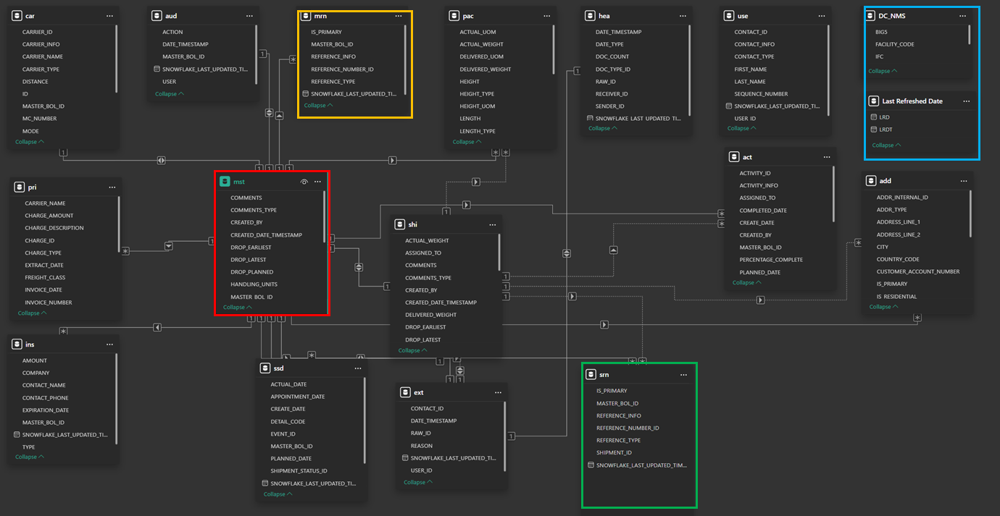 car
CARRIER_ID
CARRIER_INFO
CARRIER_NAME
CARRIER_TYPE
DISTANCE
ID
MASTER_BOL_ID
MC_NUMBER
MODE
Collapse
aud
ACTION
DATE_TIMESTAMP
MASTER_BOL_ID
SNOWFLAKE_LAST_UPDATED_TI...
USER
Collapse
mrn
IS_PRIMARY
MASTER_BOL_ID
REFERENCE_INFO
REFERENCE_NUMBER_ID
REFERENCE_TYPE
SNOWFLAKE_LAST_UPDATED_TI...
Collapse
pac
ACTUAL_UOM
ACTUAL_WEIGHT
DELIVERED_UOM
DELIVERED_WEIGHT
HEIGHT
HEIGHT_TYPE
HEIGHT_UOM
LENGTH
LENGTH_TYPE
Collapse
hea
DATE_TIMESTAMP
DATE_TYPE
DOC_COUNT
DOC_TYPE_ID
RAW_ID
RECEIVER_ID
SENDER_ID
SNOWFLAKE_LAST_UPDATED_TI...
Collapse
use
CONTACT_ID
CONTACT_INFO
CONTACT_TYPE
FIRST_NAME
LAST_NAME
SEQUENCE_NUMBER
SNOWFLAKE_LAST_UPDATED_TI...
USER_ID
Collapse
DC_NMS
BIG5
FACILITY_CODE
IFC
Collapse
Last Refreshed Date
LRD
LRDT
Collapse
pri
CARRIER_NAME
CHARGE_AMOUNT
CHARGE_DESCRIPTION
CHARGE_ID
CHARGE_TYPE
EXTRACT_DATE
FREIGHT_CLASS
INVOICE_DATE
INVOICE_NUMBER
Collapse
mst
COMMENTS
COMMENTS_TYPE
CREATED_BY
CREATED_DATE_TIMESTAMP
DROP_EARLIEST
DROP_LATEST
DROP_PLANNED
HANDLING_UNITS
MASTER_BOL_ID
Collapse
shi
ACTUAL_WEIGHT
ASSIGNED_TO
COMMENTS
COMMENTS_TYPE
CREATED_BY
CREATED_DATE_TIMESTAMP
DELIVERED_WEIGHT
DROP_EARLIEST
DROP_LATEST
Collapse
act
ACTIVITY_ID
ACTIVITY_INFO
ASSIGNED_TO
COMPLETED_DATE
CREATE_DATE
CREATED_BY
MASTER_BOL_ID
PERCENTAGE_COMPLETE
PLANNED_DATE
Collapse
add
ADDR_INTERNAL_ID
ADDR_TYPE
ADDRESS_LINE_1
ADDRESS_LINE_2
CITY
COUNTRY_CODE
CUSTOMER_ACCOUNT_NUMBER
IS_PRIMARY
IS_RESIDENTIAL
Collapse
ins
AMOUNT
COMPANY
CONTACT_NAME
CONTACT_PHONE
EXPIRATION_DATE
MASTER_BOL_ID
SNOWFLAKE_LAST_UPDATED_TI...
TYPE
Collapse
ssd
ACTUAL_DATE
APPOINTMENT_DATE
CREATE_DATE
DETAIL_CODE
EVENT_ID
MASTER_BOL_ID
PLANNED_DATE
SHIPMENT_STATUS_ID
SNOWFLAKE_LAST_UPDATED_TI...
Collapse
ext
CONTACT_ID
DATE_TIMESTAMP
RAW_ID
REASON
SNOWFLAKE_LAST_UPDATED_TI...
USER_ID
Collapse
srn
IS_PRIMARY
MASTER_BOL_ID
REFERENCE_INFO
REFERENCE_NUMBER_ID
REFERENCE_TYPE
SHIPMENT_ID
SNOWFLAKE_LAST_UPDATED_TIM...